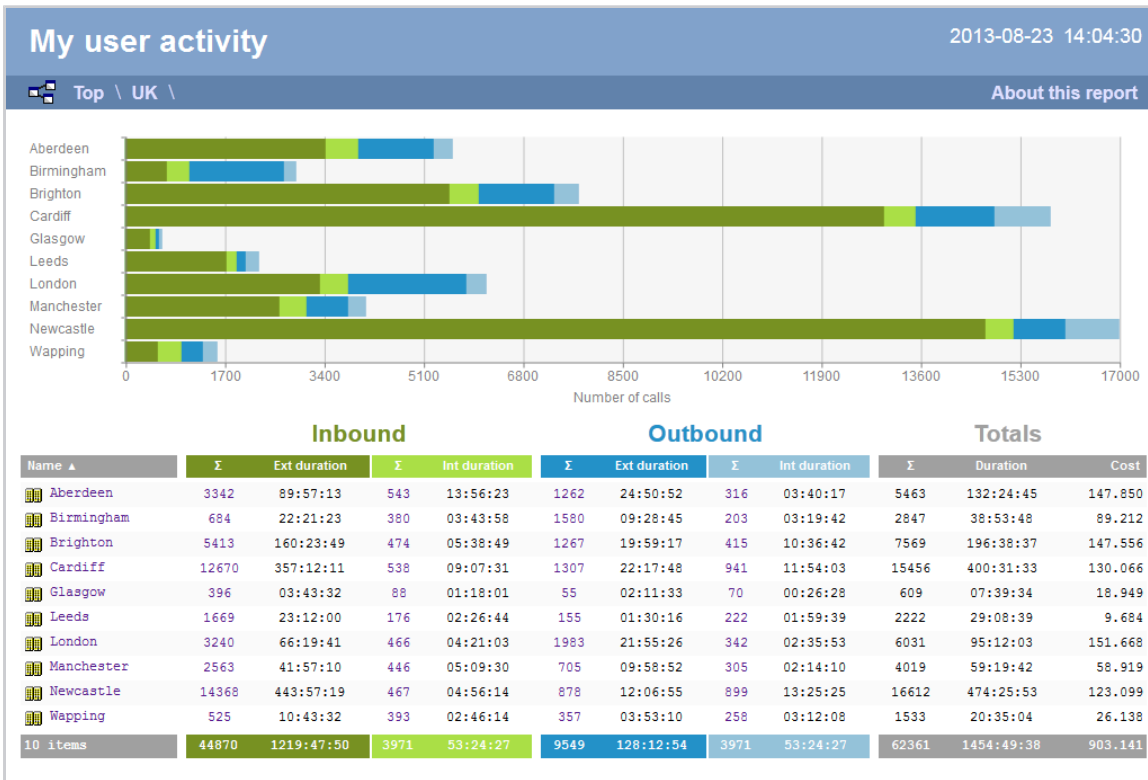 My user activity 2013-08-23 14:04:30
Top \ UK \ About this report
Aberdeen
Birmingham
Brighton
Cardiff
Glasgow
Leeds
London
Manchester
Newcastle
Wapping
0 1700 3400 5100 6800 8500 10200 11900 13600 15300 17000
Number of calls
Inbound Outbound Totals
Name ▲ Σ Ext duration Σ Int duration Σ Ext duration Σ Int duration Σ Duration Cost
Aberdeen 3342 89:57:13 543 13:56:23 1262 24:50:52 316 03:40:17 5463 132:24:45 147.850
Birmingham 684 22:21:23 380 03:43:58 1580 09:28:45 203 03:19:42 2847 38:53:48 89.212
Brighton 5413 160:23:49 474 05:38:49 1267 19:59:17 415 10:36:42 7569 196:38:37 147.556
Cardiff 12670 357:12:11 538 09:07:31 1307 22:17:48 941 11:54:03 15456 400:31:33 130.066
Glasgow 396 03:43:32 88 01:18:01 55 02:11:33 70 00:26:28 609 07:39:34 18.949
Leeds 1669 23:12:00 176 02:26:44 155 01:30:16 222 01:59:39 2222 29:08:39 9.684
London 3240 66:19:41 466 04:21:03 1983 21:55:26 342 02:35:53 6031 95:12:03 151.668
Manchester 2563 41:57:10 446 05:09:30 705 09:58:52 305 02:14:10 4019 59:19:42 58.919
Newcastle 14368 443:57:19 467 04:56:14 878 12:06:55 899 13:25:25 16612 474:25:53 123.099
Wapping 525 10:43:32 393 02:46:14 357 03:53:10 258 03:12:08 1533 20:35:04 26.138
10 items 44870 1219:47:50 3971 53:24:27 9549 128:12:54 3971 53:24:27 62361 1454:49:38 903.141